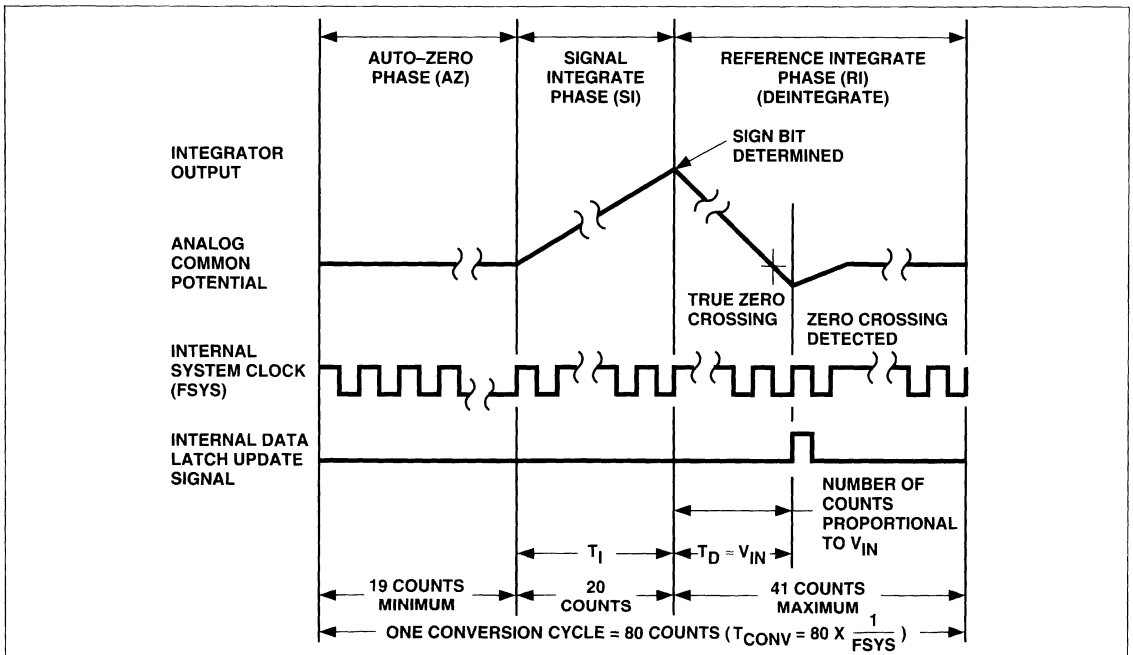 AUTO–ZERO
PHASE (AZ)
SIGNAL
INTEGRATE
PHASE (SI)
REFERENCE INTEGRATE
PHASE (RI)
(DEINTEGRATE)
INTEGRATOR
OUTPUT
SIGN BIT
DETERMINED
ANALOG
COMMON
POTENTIAL
TRUE ZERO
CROSSING
ZERO CROSSING
DETECTED
INTERNAL
SYSTEM CLOCK
(FSYS)
INTERNAL DATA
LATCH UPDATE
SIGNAL
NUMBER OF
COUNTS
PROPORTIONAL
TO VIN
TI
TD ≈ VIN
19 COUNTS
MINIMUM
20
COUNTS
41 COUNTS
MAXIMUM
ONE CONVERSION CYCLE = 80 COUNTS ( TCONV = 80 X 1/FSYS )